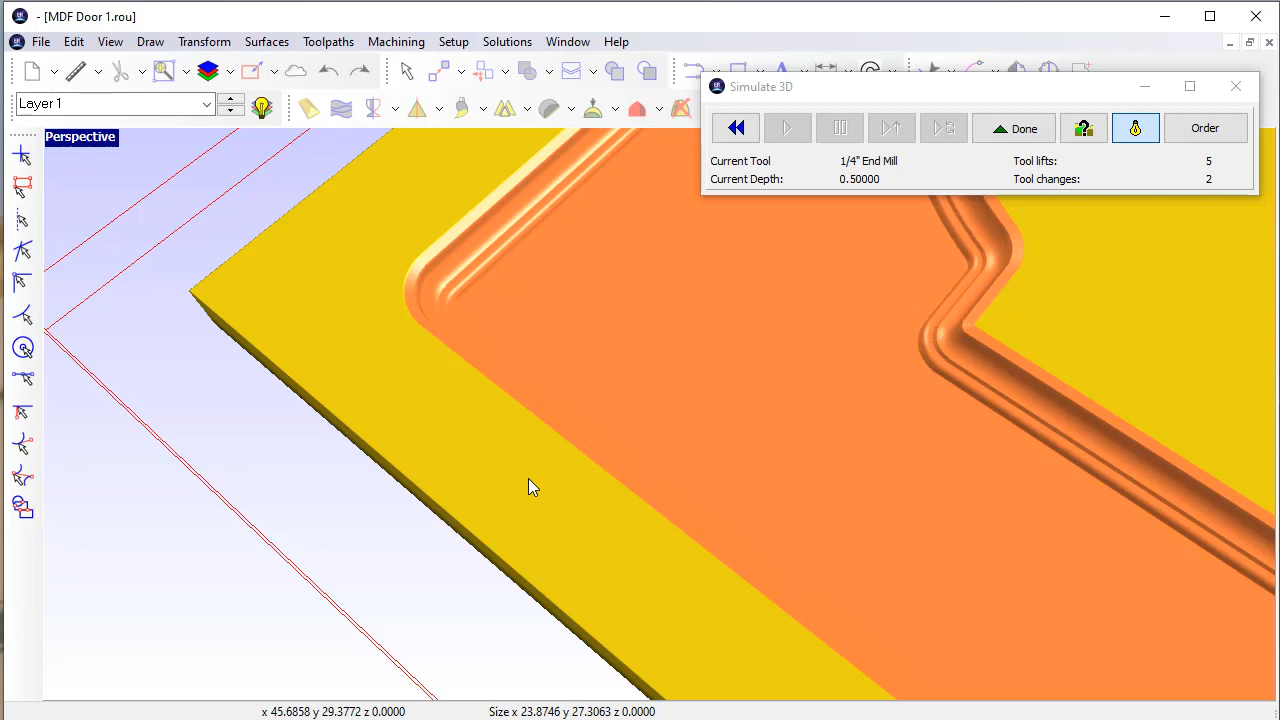 - [MDF Door 1.rou]
File Edit View Draw Transform Surfaces Toolpaths Machining Setup Solutions Window Help
Layer 1
Perspective
Simulate 3D
Done
Order
Current Tool 1/4" End Mill Tool lifts: 5
Current Depth: 0.50000 Tool changes: 2
x 45.6858 y 29.3772 z 0.0000 Size x 23.8746 y 27.3063 z 0.0000